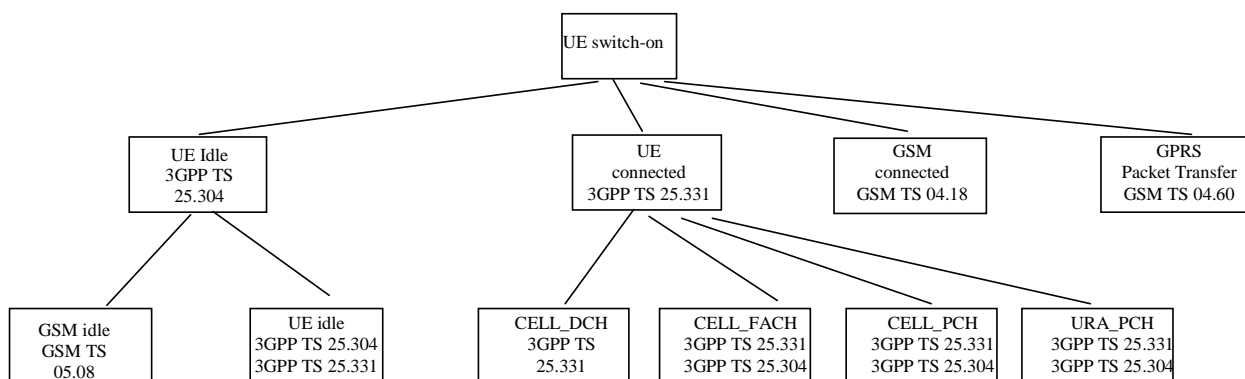 UE switch-on
UE Idle
3GPP TS
25.304
UE
connected
3GPP TS 25.331
GSM
connected
GSM TS 04.18
GPRS
Packet Transfer
GSM TS 04.60
GSM idle
GSM TS
05.08
UE idle
3GPP TS 25.304
3GPP TS 25.331
CELL_DCH
3GPP TS
25.331
CELL_FACH
3GPP TS 25.331
3GPP TS 25.304
CELL_PCH
3GPP TS 25.331
3GPP TS 25.304
URA_PCH
3GPP TS 25.331
3GPP TS 25.304